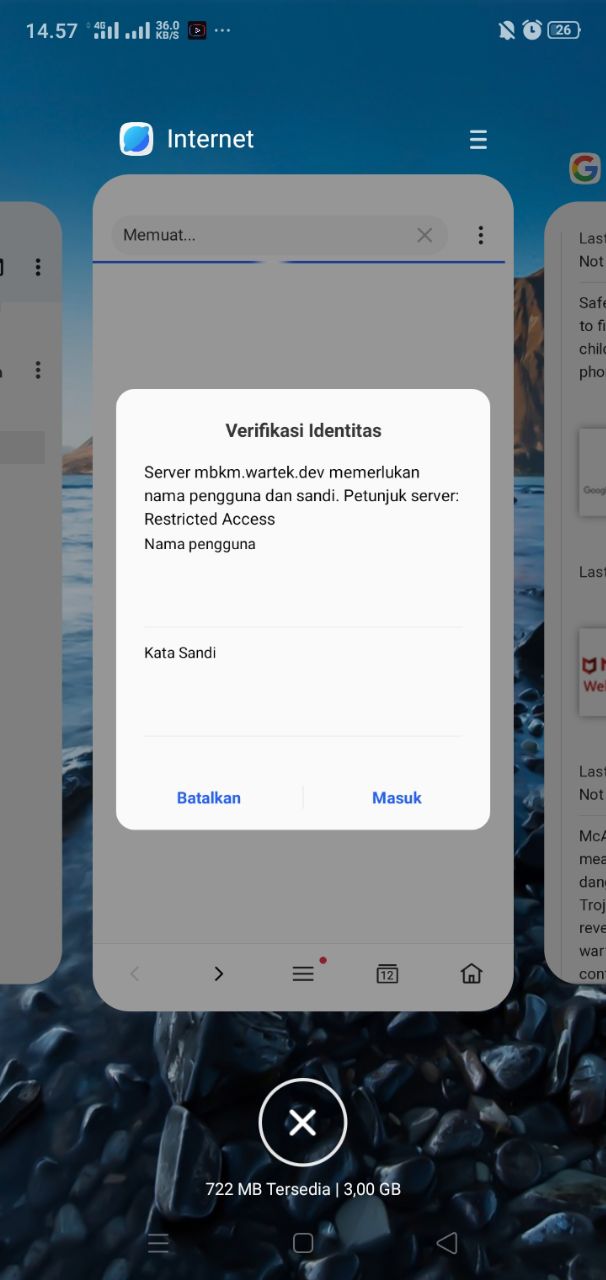 14.57 4G 36.0 KB/S ... 26
Internet
Memuat...
Verifikasi Identitas
Server mbkm.wartek.dev memerlukan
nama pengguna dan sandi. Petunjuk server:
Restricted Access
Nama pengguna
Kata Sandi
Batalkan
Masuk
12
Last
Not
Safe
to fi
chil
pho
Google
Last
Wel
Last
Not
McA
mea
dan
Troj
reve
war
con
722 MB Tersedia | 3,00 GB